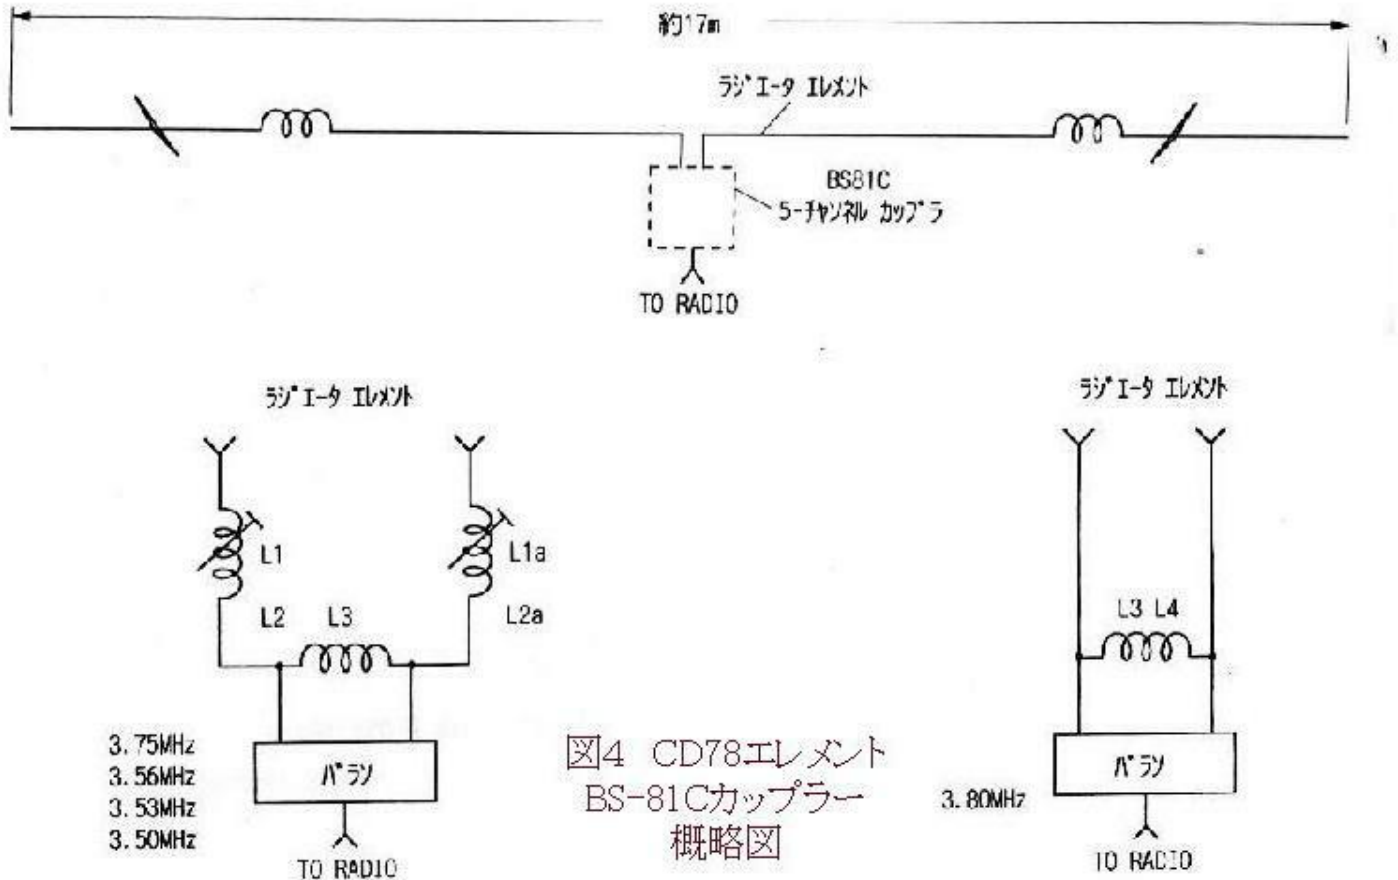 約17m
ラジエータ エレメント
BS81C
5-チャンネル カップラ
TO RADIO
ラジエータ エレメント
L1
L1a
L2
L3
L2a
3.75MHz
3.56MHz
3.53MHz
3.50MHz
バラン
TO RADIO
図4 CD78エレメント
BS-81Cカップラー
概略図
ラジエータ エレメント
L3 L4
3.80MHz
バラン
TO RADIO